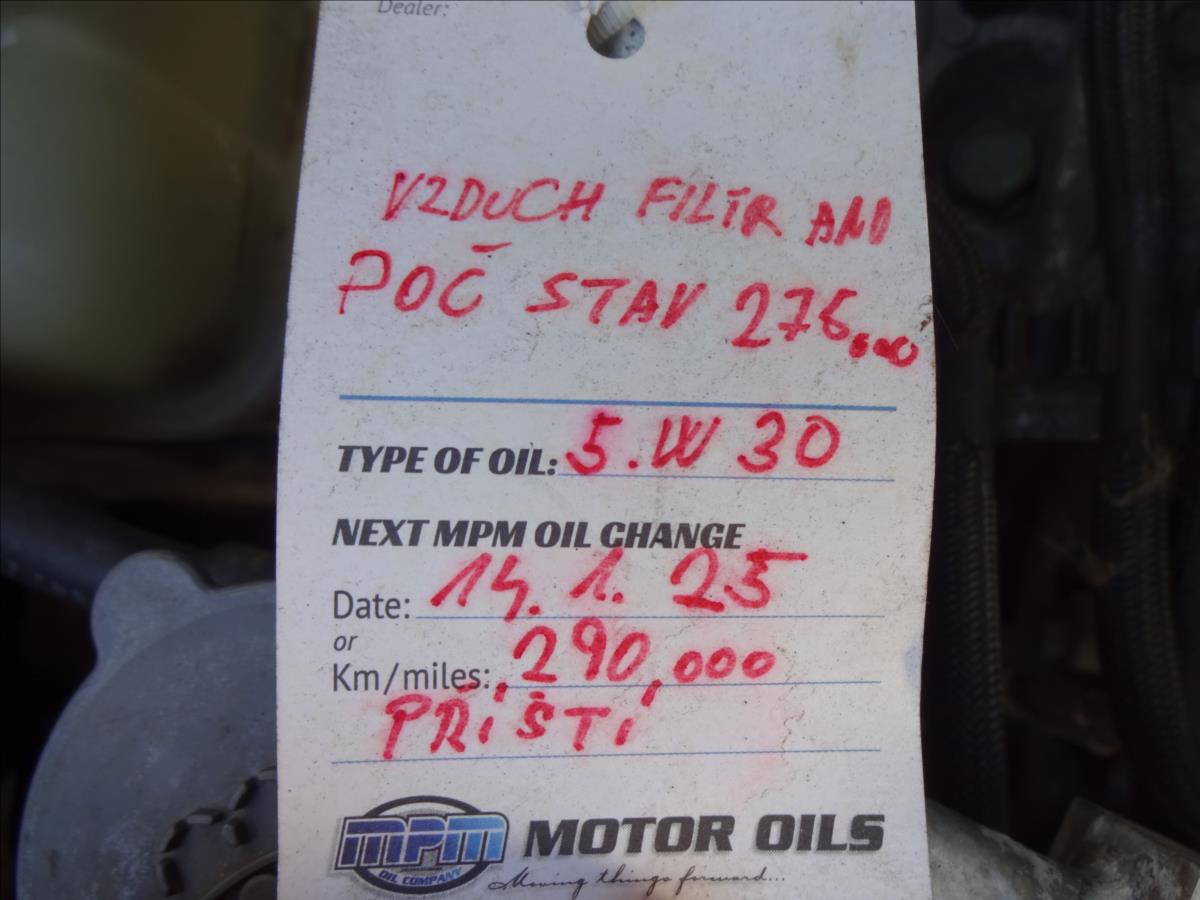 Dealer:
VZDUCH FILTR ANO
POČ STAV 276,000
TYPE OF OIL: 5.W 30
NEXT MPM OIL CHANGE
Date: 14. 1. 25
or
Km/miles: 290,000
PŘÍŠTÍ
MPM MOTOR OILS
OIL COMPANY
Moving things forward...